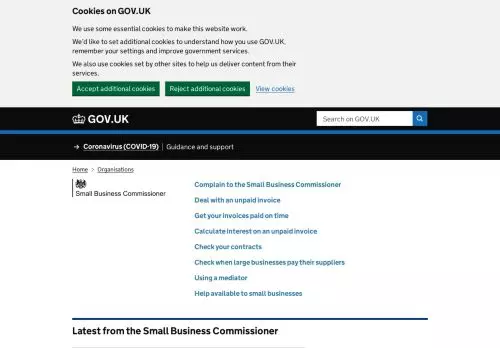 Cookies on GOV.UK
We use some essential cookies to make this website work.
We'd like to set additional cookies to understand how you use GOV.UK,
remember your settings and improve government services.
We also use cookies set by other sites to help us deliver content from their
services.
Accept additional cookies Reject additional cookies View cookies
GOV.UK Search on GOV.UK
→ Coronavirus (COVID-19) Guidance and support
Home > Organisations
Small Business Commissioner
Complain to the Small Business Commissioner
Deal with an unpaid invoice
Get your invoices paid on time
Calculate interest on an unpaid invoice
Check your contracts
Check when large businesses pay their suppliers
Using a mediator
Help available to small businesses
Latest from the Small Business Commissioner